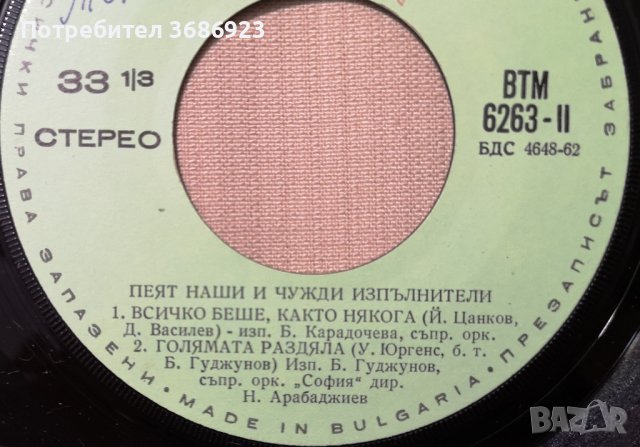 Потребител 3686923
33 1/3
СТЕРЕО
ВТМ
6263-II
БДС 4648-62
ПЕЯТ НАШИ И ЧУЖДИ ИЗПЪЛНИТЕЛИ
1. ВСИЧКО БЕШЕ, КАКТО НЯКОГА (Й. Цанков,
Д. Василев) - изп. Б. Карадочева, съпр. орк.
2. ГОЛЯМАТА РАЗДЯЛА (У. Юргенс, б. т.
Б. Гуджунов) Изп. Б. Гуджунов,
съпр. орк. „София" дир.
Н. Арабаджиев
ПРАВА ЗАПАЗЕНИ • MADE IN BULGARIA • ПРЕЗАПИСЪТ
bazar.bg